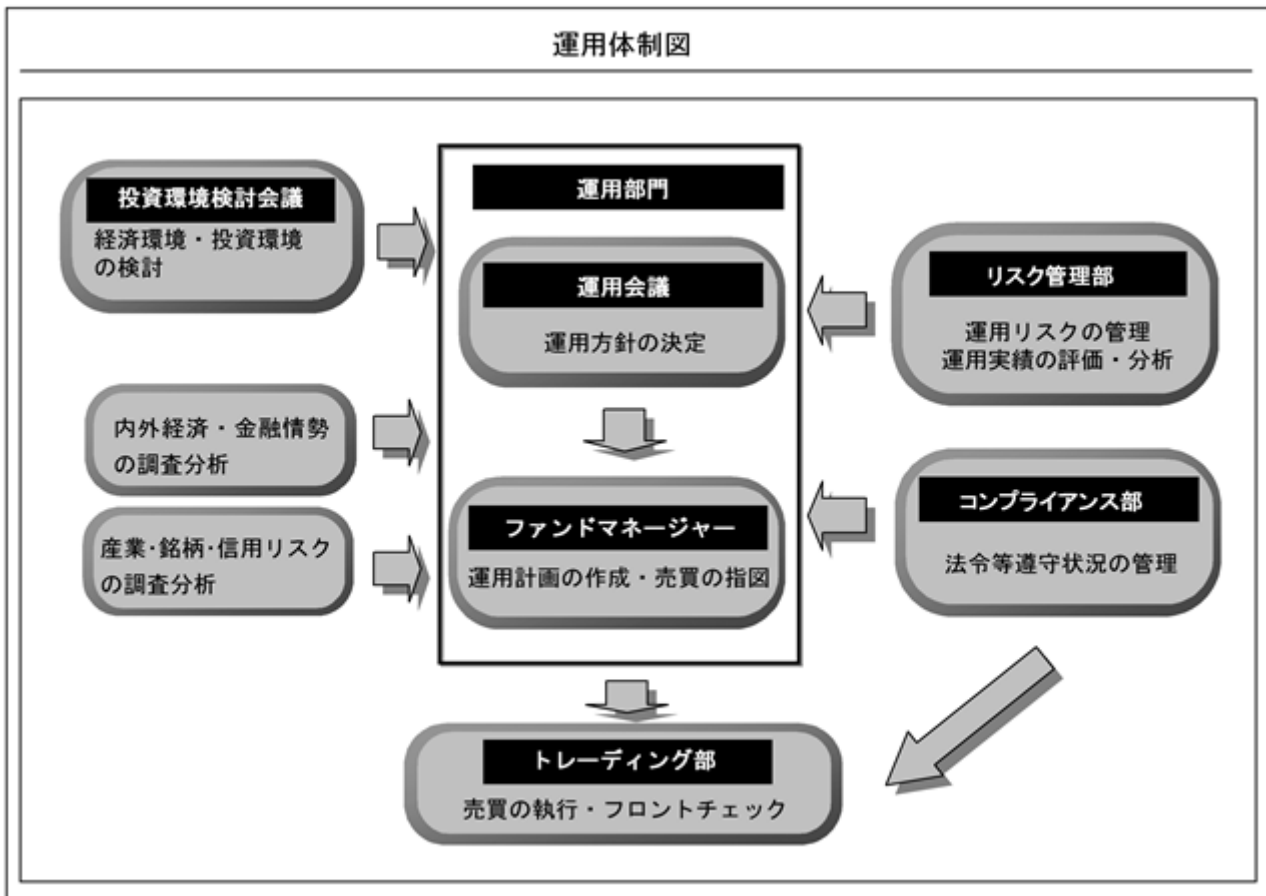 運用体制図
投資環境検討会議
経済環境・投資環境
の検討
内外経済・金融情勢
の調査分析
産業・銘柄・信用リスク
の調査分析
運用部門
運用会議
運用方針の決定
ファンドマネージャー
運用計画の作成・売買の指図
リスク管理部
運用リスクの管理
運用実績の評価・分析
コンプライアンス部
法令等遵守状況の管理
トレーディング部
売買の執行・フロントチェック